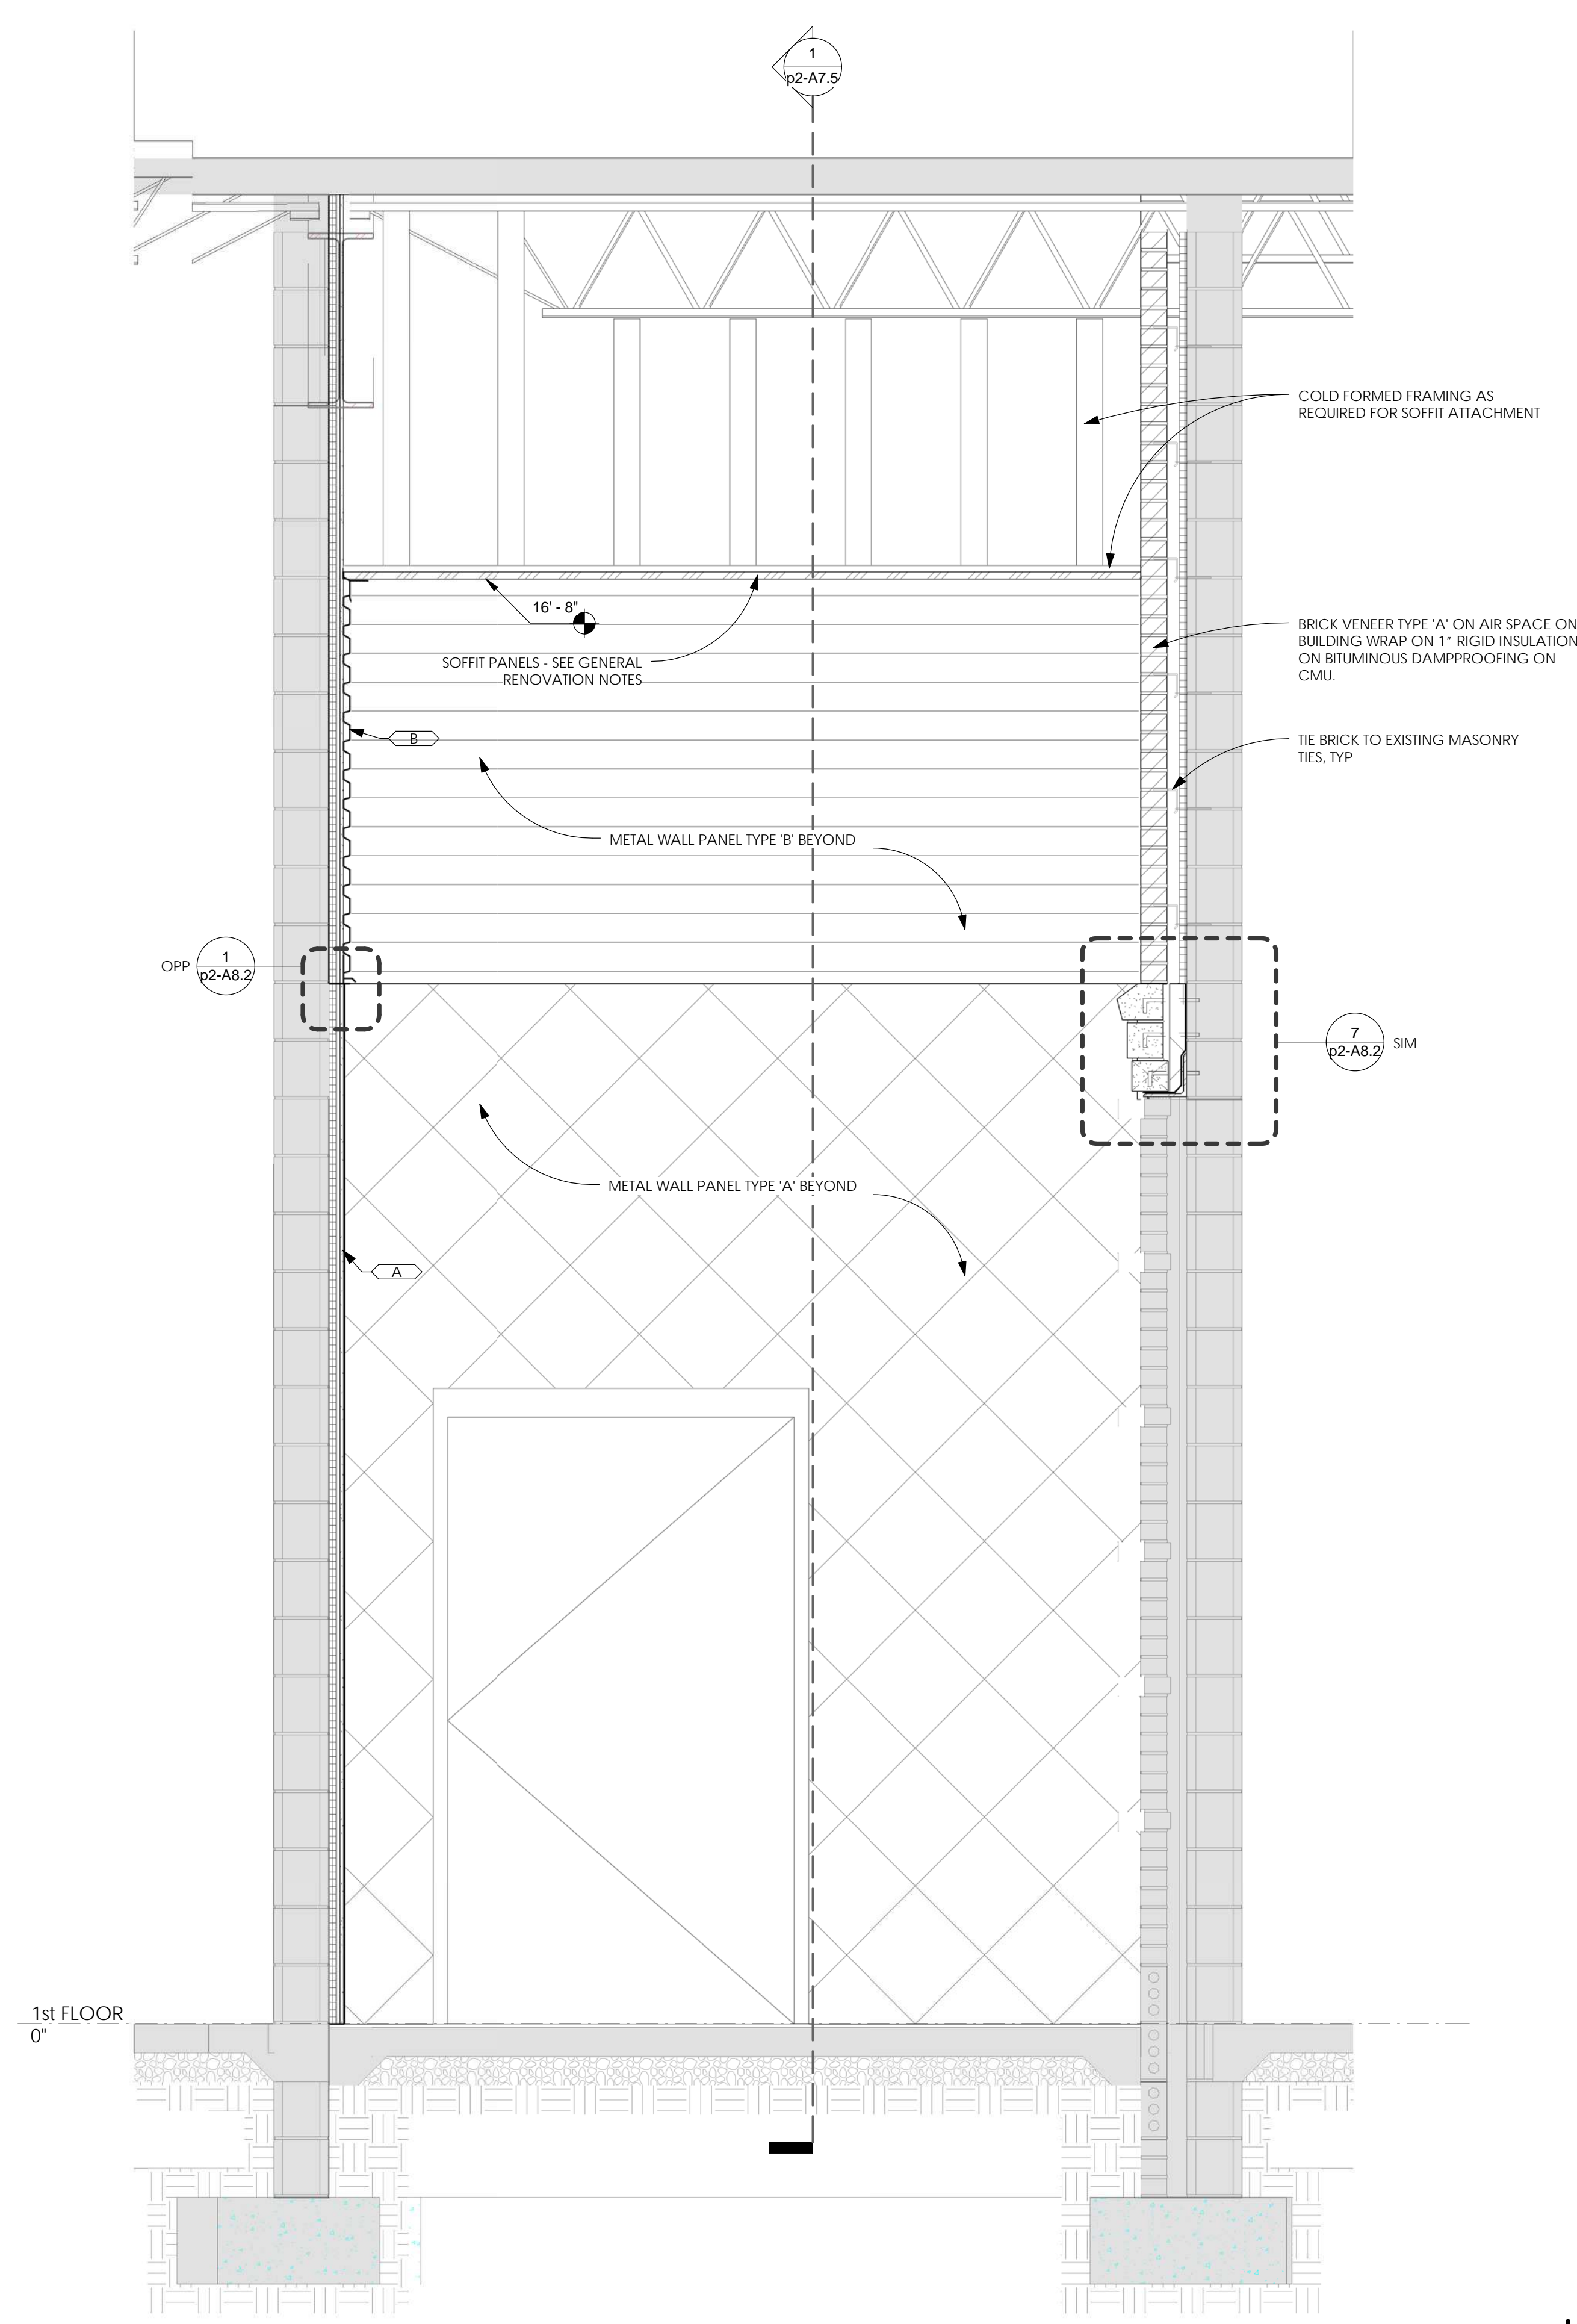 1
p2-A7.5
COLD FORMED FRAMING AS
REQUIRED FOR SOFFIT ATTACHMENT
16' - 8"
BRICK VENEER TYPE 'A' ON AIR SPACE ON
BUILDING WRAP ON 1" RIGID INSULATION
ON BITUMINOUS DAMPPROOFING ON
CMU.
SOFFIT PANELS - SEE GENERAL
RENOVATION NOTES
B
TIE BRICK TO EXISTING MASONRY
TIES, TYP
METAL WALL PANEL TYPE 'B' BEYOND
OPP
1
p2-A8.2
7
p2-A8.2
SIM
METAL WALL PANEL TYPE 'A' BEYOND
A
1st FLOOR
0"